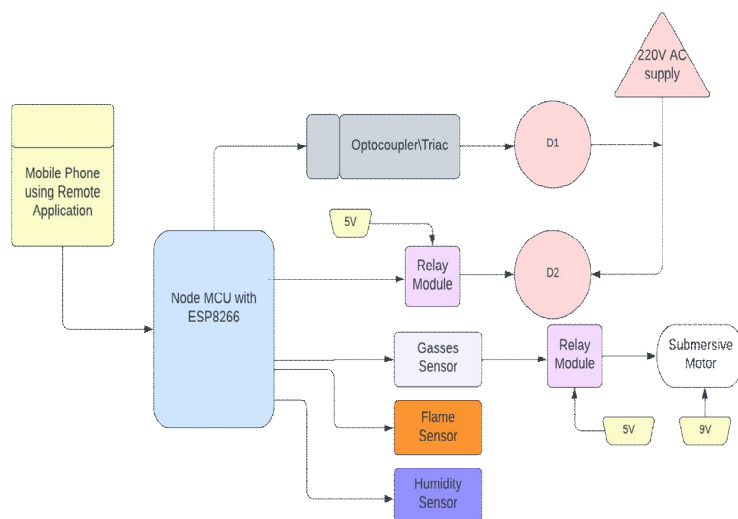 220V AC
supply
Optocoupler\Triac
D1
Mobile Phone
using Remote
Application
5V
Relay
Module
D2
Node MCU with
ESP8266
Gasses
Sensor
Relay
Module
Submersive
Motor
Flame
Sensor
5V
9V
Humidity
Sensor